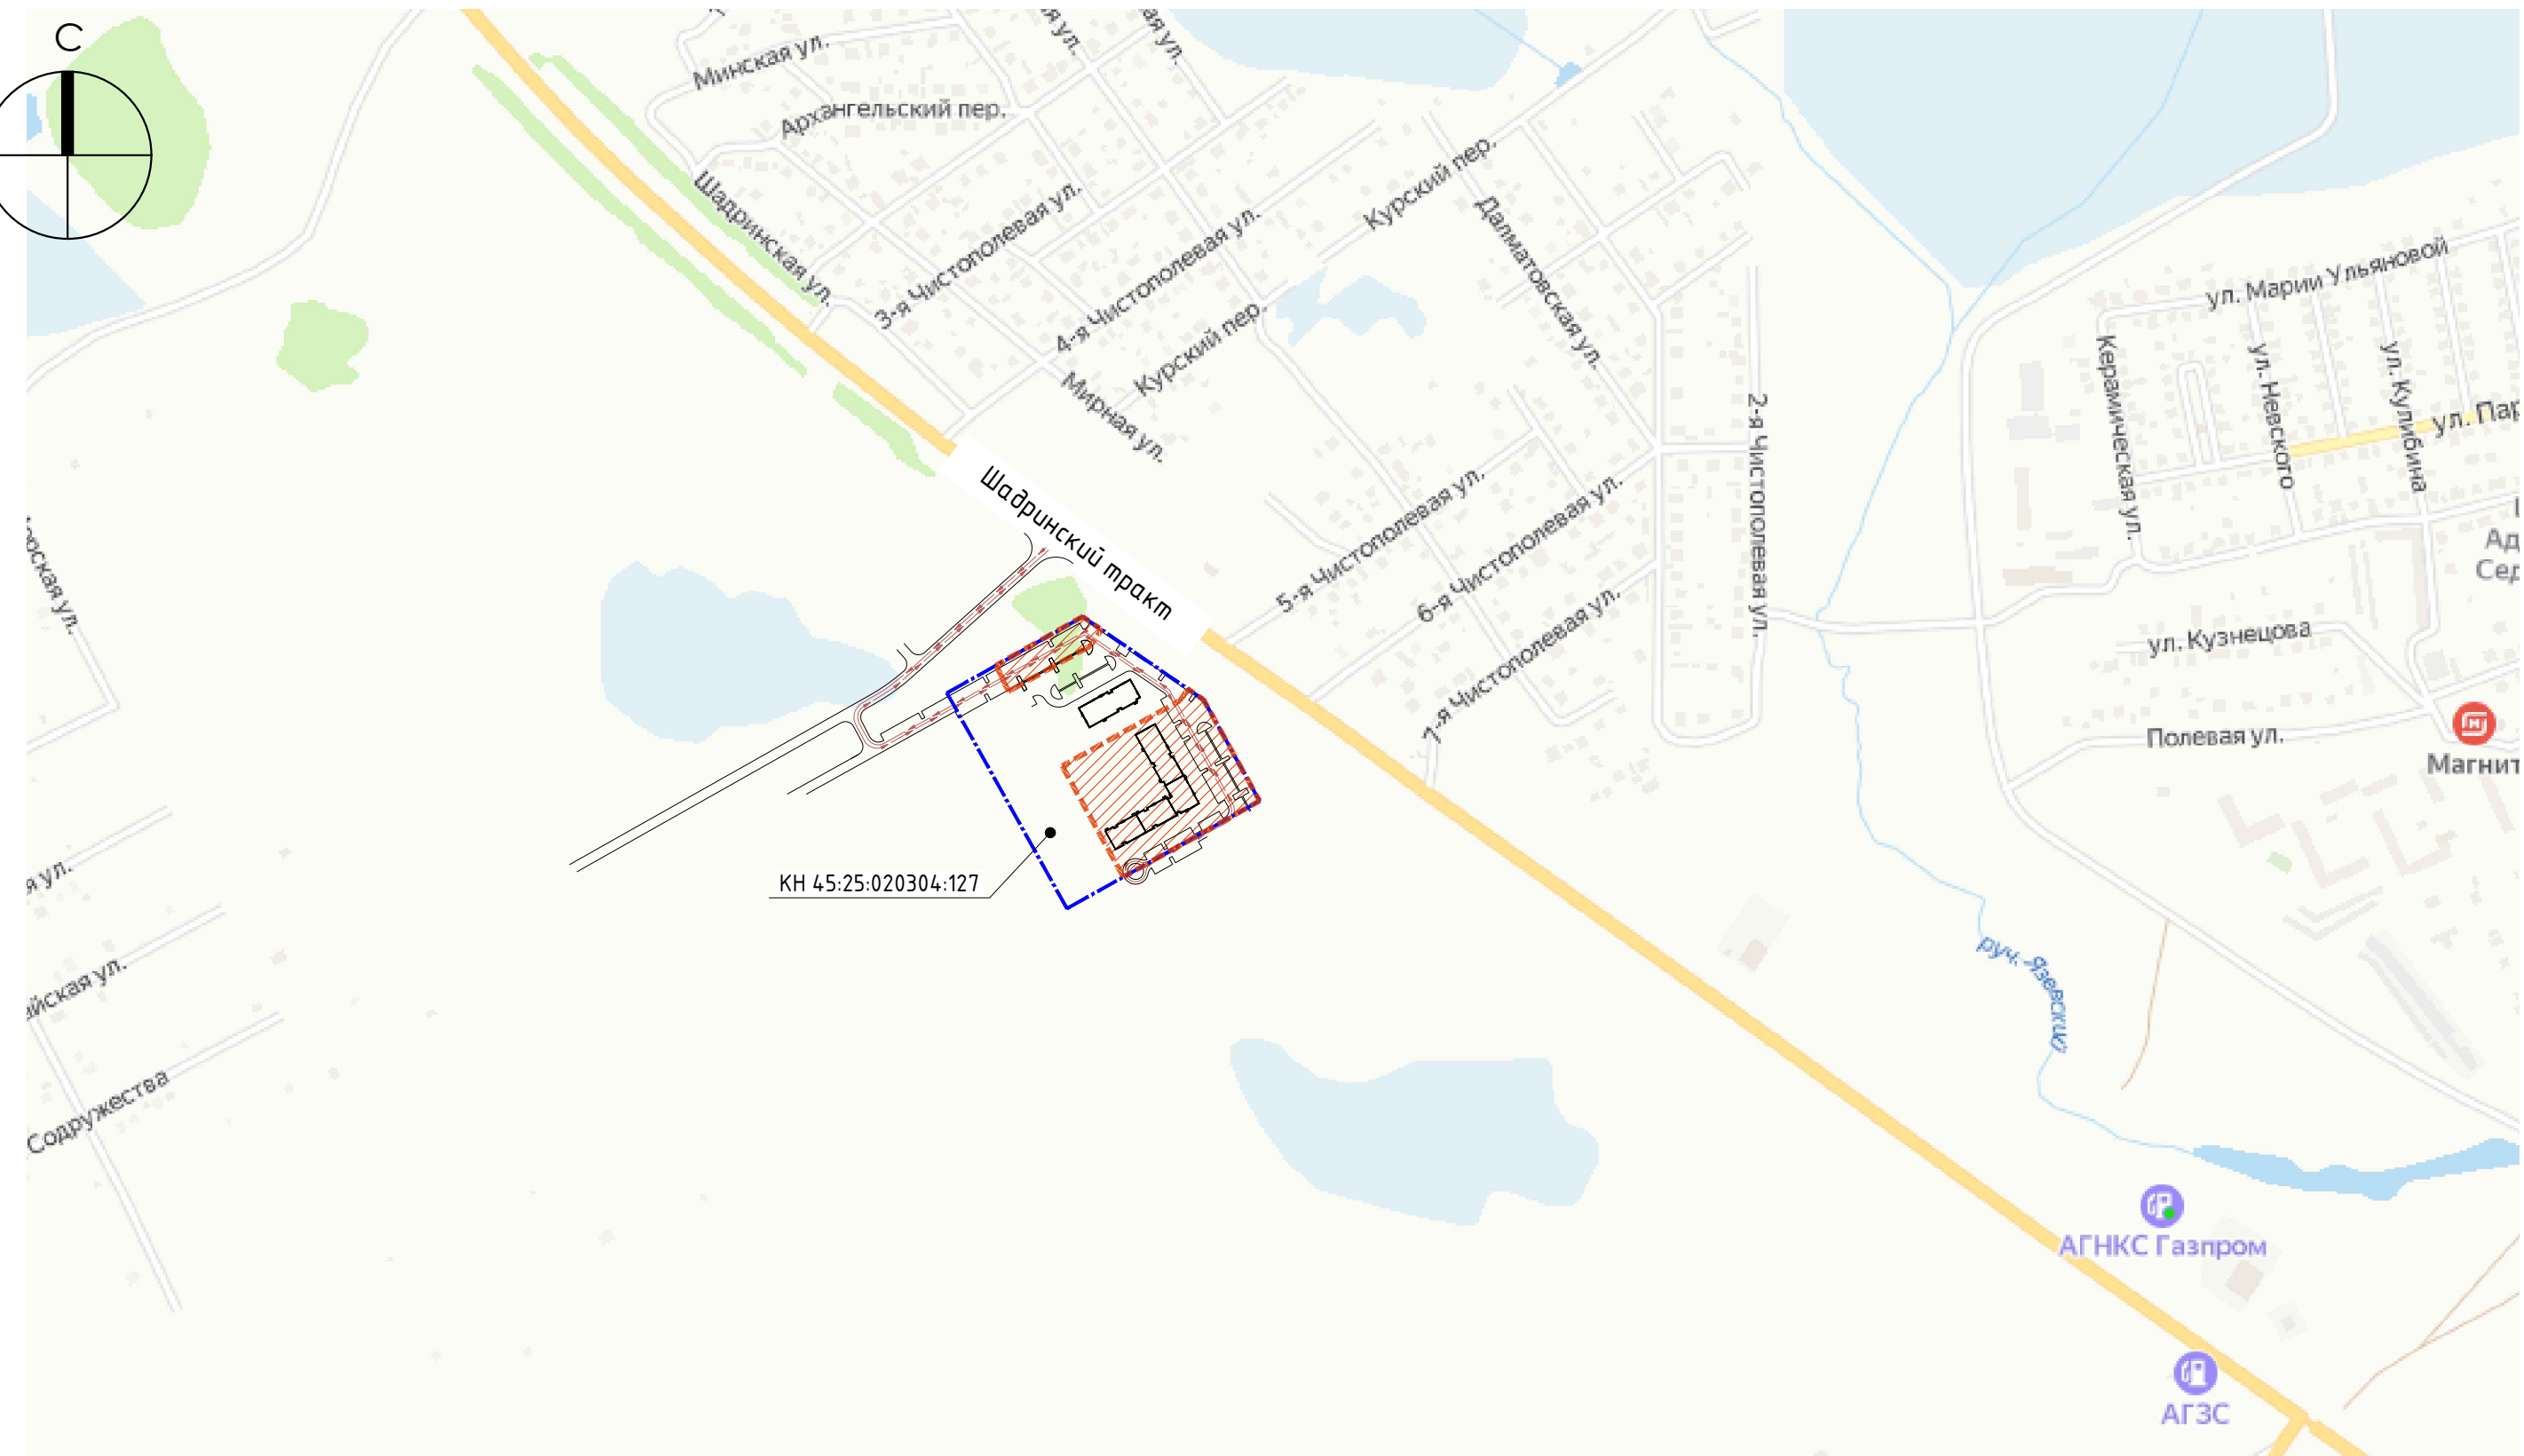 С
Минская ул.
Архангельский пер.
Шадринская ул.
3-я Чистополевая ул.
4-я Чистополевая ул.
Курский пер.
Курский пер.
Мирная ул.
Далматовская ул.
2-я Чистополевая ул.
5-я Чистополевая ул.
6-я Чистополевая ул.
7-я Чистополевая ул.
Шадринский тракт
КН 45:25:020304:127
ул. Марии Ульяновой
Керамическая ул.
ул. Невского
ул. Кулибина
ул. Пар
Ад
Сед
ул. Кузнецова
Полевая ул.
Магнит
руч. Язевский
Содружества
АГНКС Газпром
АГЗС